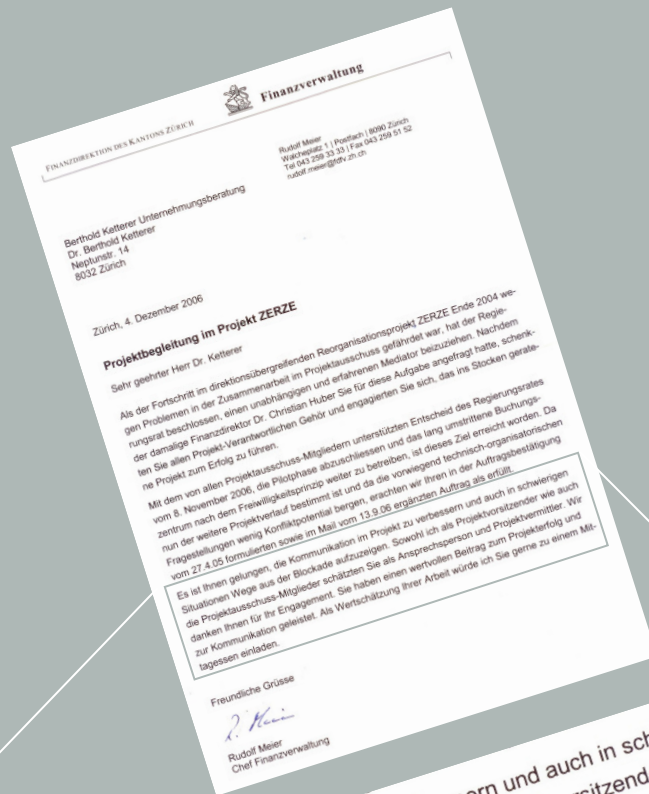 FINANZDIREKTION DES KANTONS ZÜRICH
Finanzverwaltung
Rudolf Meier
Walcheplatz 1 | Postfach | 8090 Zürich
Tel 043 259 33 33 | Fax 043 259 51 52
rudolf.meier@fdfv.zh.ch
Berthold Ketterer Unternehmungsberatung
Dr. Berthold Ketterer
Neptunstr. 14
8032 Zürich
Zürich, 4. Dezember 2006
Projektbegleitung im Projekt ZERZE
Sehr geehrter Herr Dr. Ketterer
Als der Fortschritt im direktionsübergreifenden Reorganisationsprojekt ZERZE Ende 2004 we-
gen Problemen in der Zusammenarbeit im Projektausschuss gefährdet war, hat der Regie-
rungsrat beschlossen, einen unabhängigen und erfahrenen Mediator beizuziehen. Nachdem
der damalige Finanzdirektor Dr. Christian Huber Sie für diese Aufgabe angefragt hatte, schenk-
ten Sie allen Projekt-Verantwortlichen Gehör und engagierten Sie sich, das ins Stocken gerate-
ne Projekt zum Erfolg zu führen.
Mit dem von allen Projektausschuss-Mitgliedern unterstützten Entscheid des Regierungsrates
vom 8. November 2006, die Pilotphase abzuschliessen und das lang umstrittene Buchungs-
zentrum nach dem Freiwilligkeitsprinzip weiter zu betreiben, ist dieses Ziel erreicht worden. Da
nun der weitere Projektverlauf bestimmt ist und da die vorwiegend technisch-organisatorischen
Fragestellungen wenig Konfliktpotential bergen, erachten wir Ihren in der Auftragsbestätigung
vom 27.4.05 formulierten sowie im Mail vom 13.9.06 ergänzten Auftrag als erfüllt.
Es ist Ihnen gelungen, die Kommunikation im Projekt zu verbessern und auch in schwierigen
Situationen Wege aus der Blockade aufzuzeigen. Sowohl ich als Projektvorsitzender wie auch
die Projektausschuss-Mitglieder schätzten Sie als Ansprechsperson und Projektvermittler. Wir
danken Ihnen für Ihr Engagement. Sie haben einen wertvollen Beitrag zum Projekterfolg und
zur Kommunikation geleistet. Als Wertschätzung Ihrer Arbeit würde ich Sie gerne zu einem Mit-
tagessen einladen.
Freundliche Grüsse
R. Meier
Rudolf Meier
Chef Finanzverwaltung
und auch in